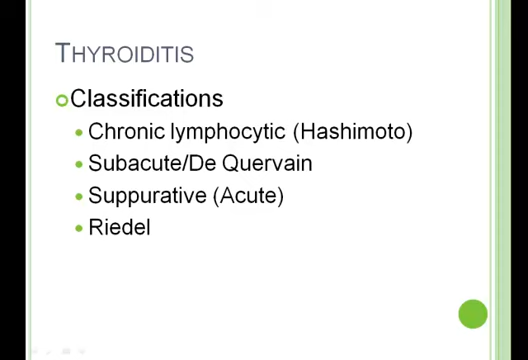 THYROIDITIS
Classifications
Chronic lymphocytic (Hashimoto)
Subacute/De Quervain
Suppurative (Acute)
Riedel